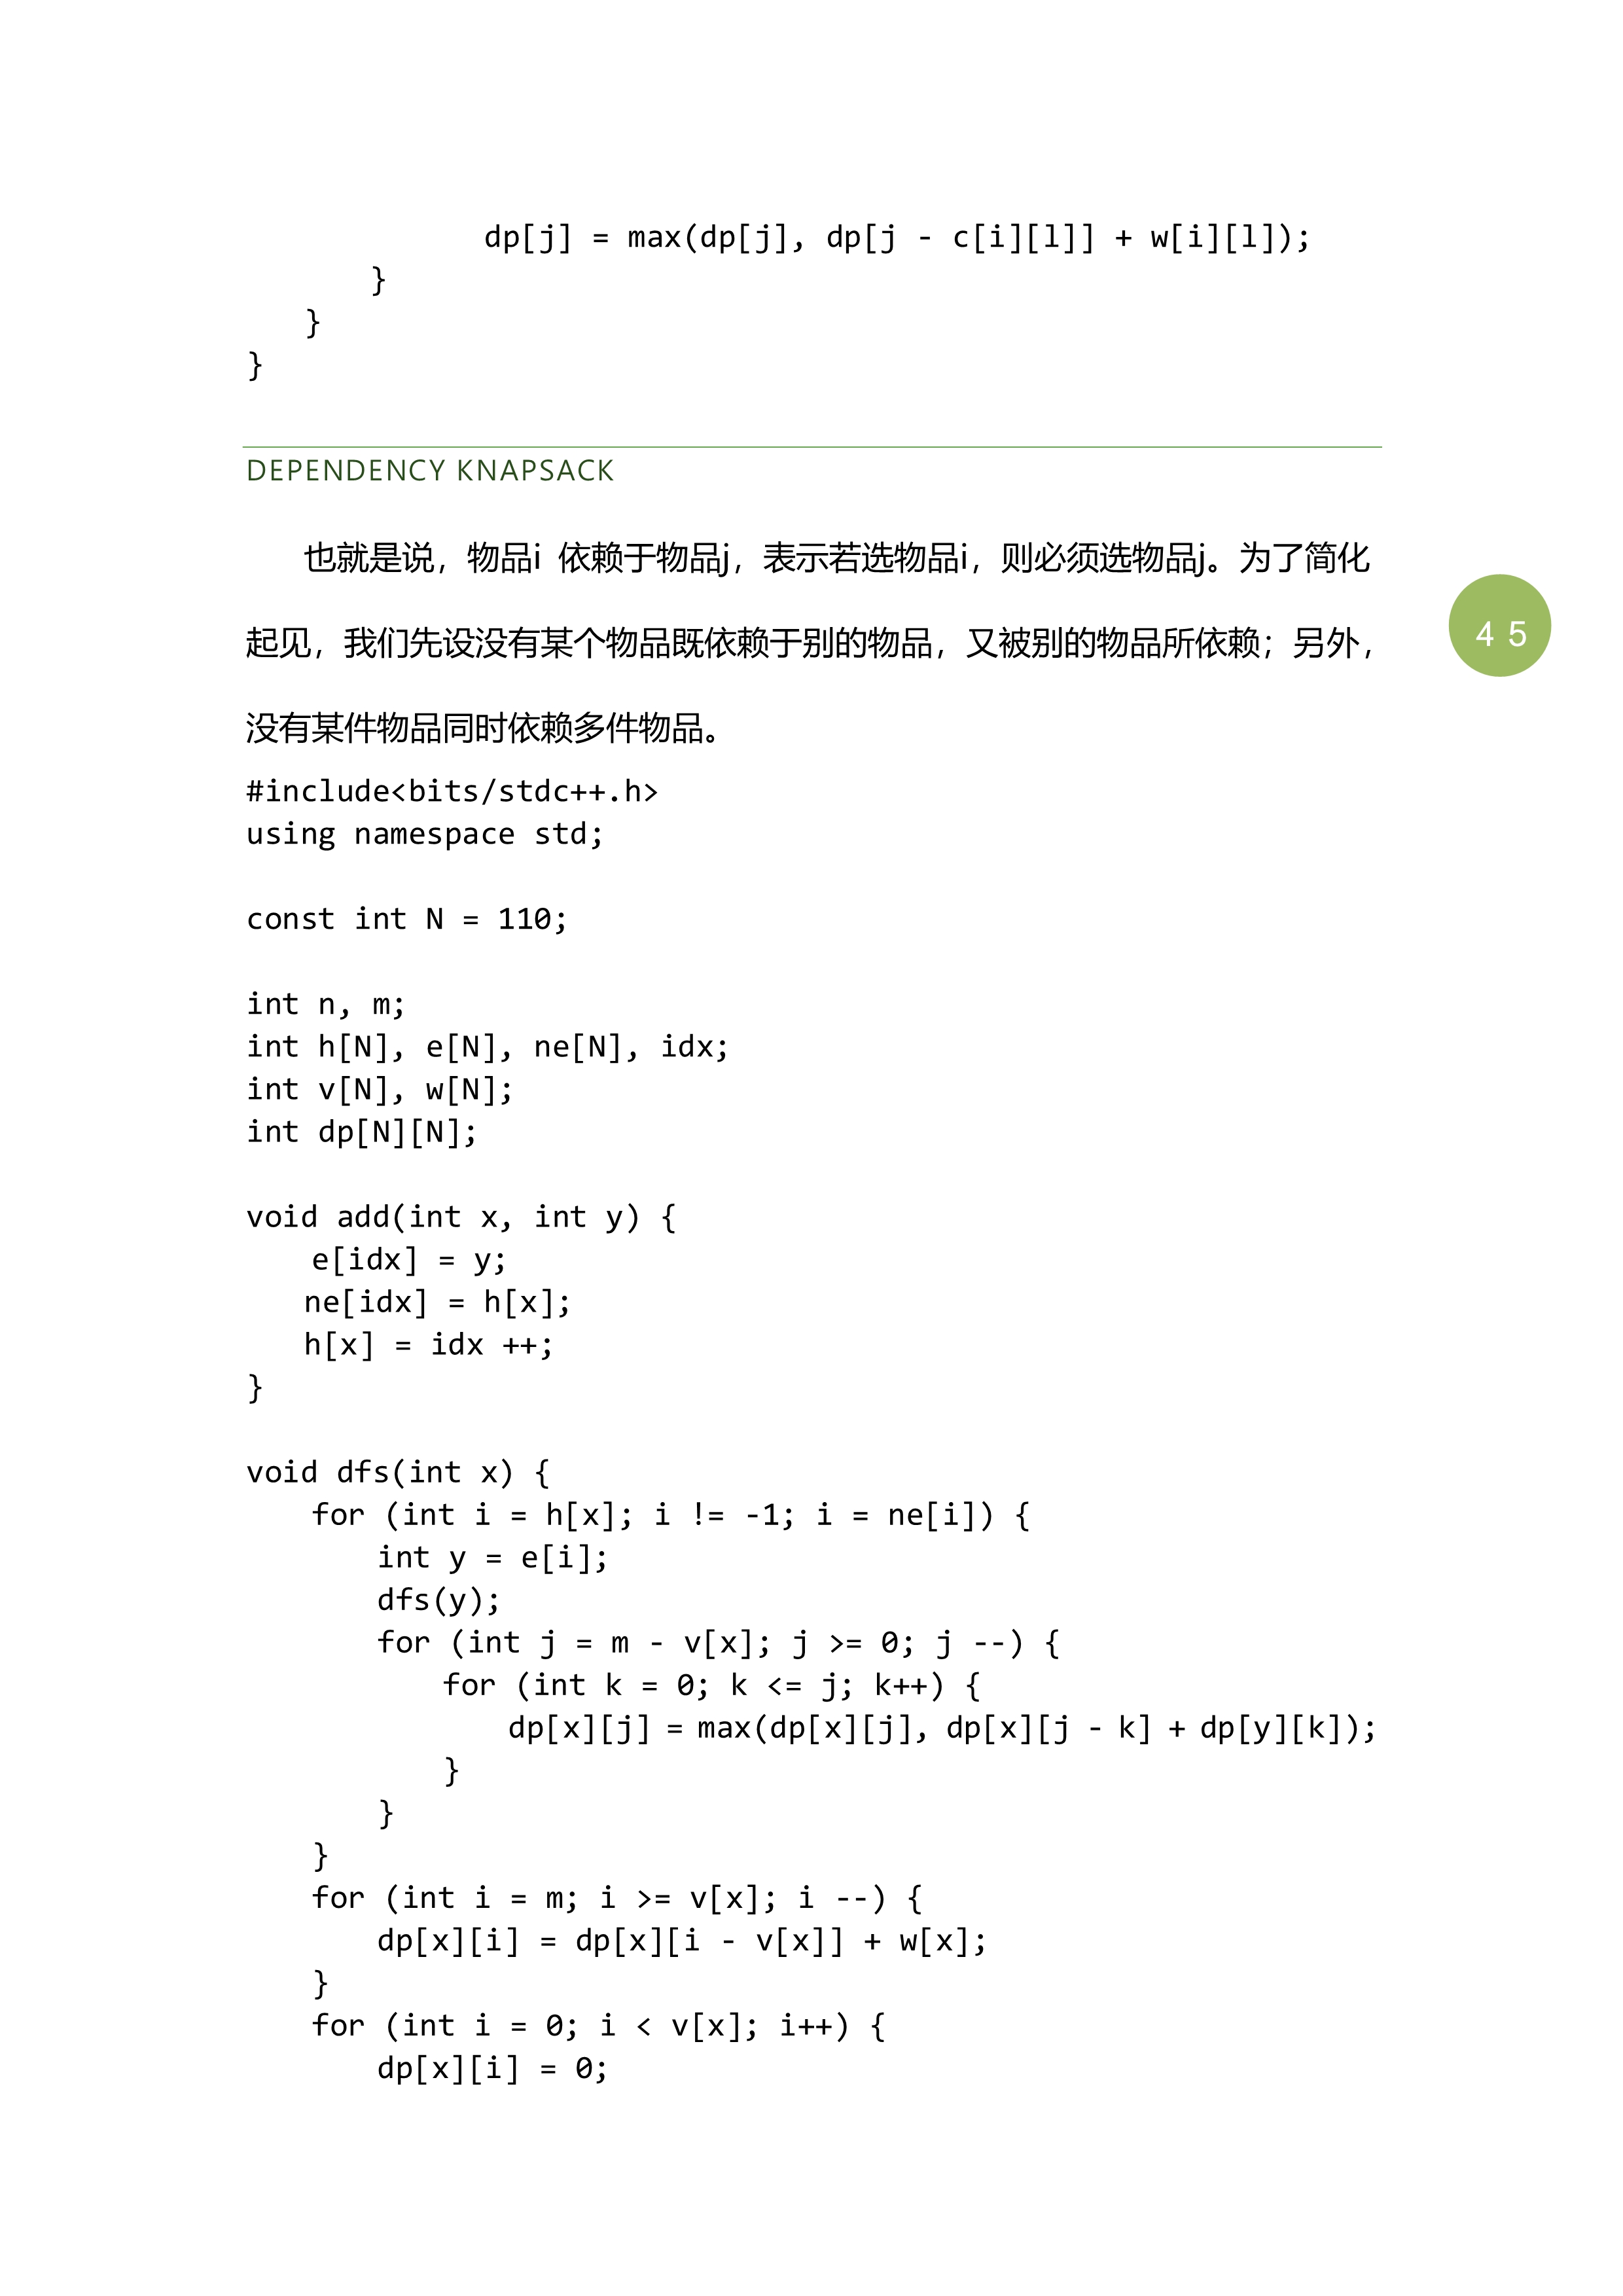 dp[j] = max(dp[j], dp[j - c[i][l]] + w[i][l]);
}
}
}
DEPENDENCY KNAPSACK
也就是说，物品i 依赖于物品j，表示若选物品i，则必须选物品j。为了简化
起见，我们先设没有某个物品既依赖于别的物品，又被别的物品所依赖；另外，
45
没有某件物品同时依赖多件物品。
#include<bits/stdc++.h>
using namespace std;
const int N = 110;
int n, m;
int h[N], e[N], ne[N], idx;
int v[N], w[N];
int dp[N][N];
void add(int x, int y) {
e[idx] = y;
ne[idx] = h[x];
h[x] = idx ++;
}
void dfs(int x) {
for (int i = h[x]; i != -1; i = ne[i]) {
int y = e[i];
dfs(y);
for (int j = m - v[x]; j >= 0; j --) {
for (int k = 0; k <= j; k++) {
dp[x][j] = max(dp[x][j], dp[x][j - k] + dp[y][k]);
}
}
}
for (int i = m; i >= v[x]; i --) {
dp[x][i] = dp[x][i - v[x]] + w[x];
}
for (int i = 0; i < v[x]; i++) {
dp[x][i] = 0;